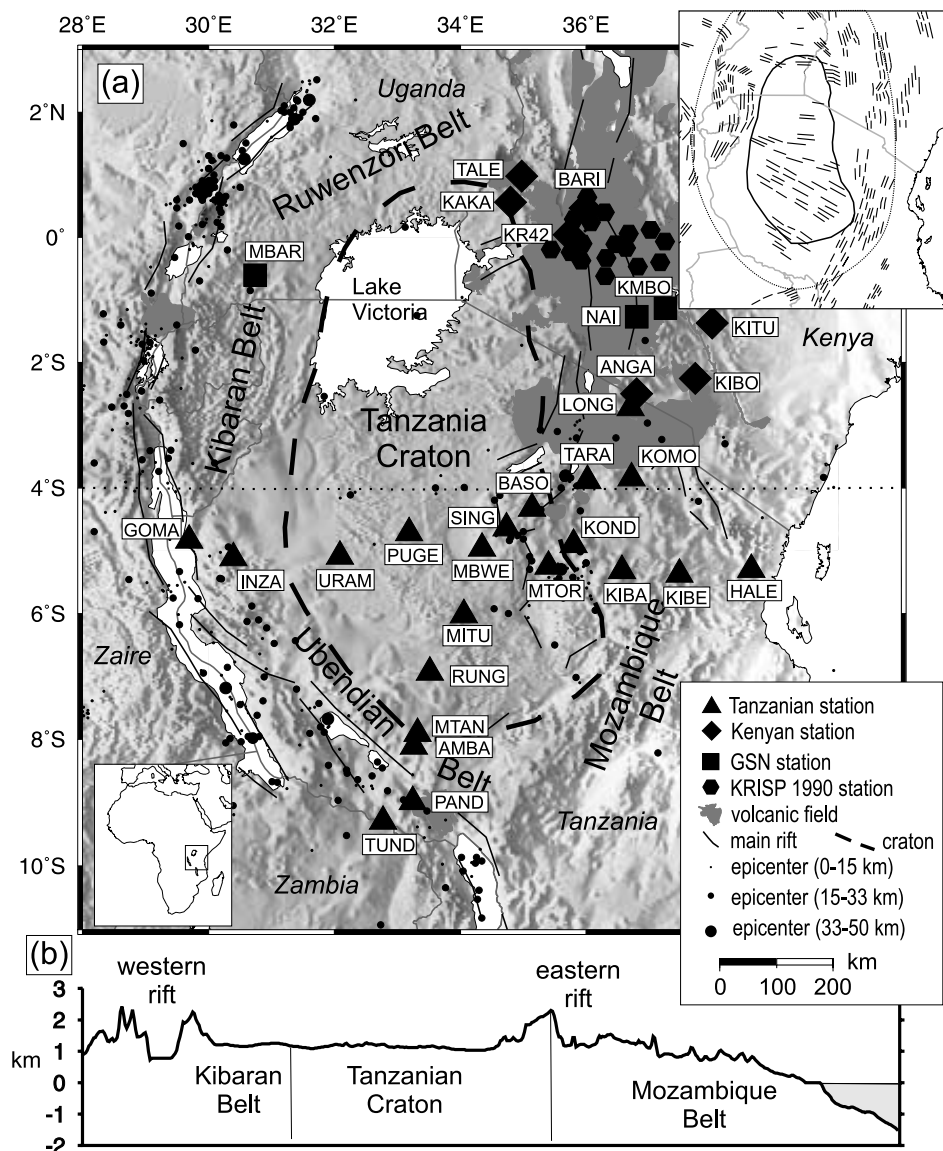 28 °E
30 °E
32 °E
34 °E
36 °E
(a)
Uganda
2 °N
Ruwenzori Belt
TALE
BARI
KAKA
0°
KR42
MBAR
KMBO
Lake
Victoria
NAI
KITU
Kenya
2 °S
Kibaran Belt
ANGA
KIBO
LONG
Tanzania
Craton
TARA
KOMO
BASO
4°S
SING
KOND
GOMA
PUGE
INZA
URAM
MBWE
MTOR
KIBA
KIBE
HALE
6°S
MITU
Zaire
Ubendian
Belt
RUNG
Mozambique
Belt
MTAN
AMBA
8°S
PAND
Tanzania
TUND
10°S
Zambia
Tanzanian station
Kenyan station
GSN station
KRISP 1990 station
volcanic field
main rift
craton
epicenter (0-15 km)
epicenter (15-33 km)
epicenter (33-50 km)
km
0 100 200
(b)
western
rift
eastern
rift
3
2
1
km
0
-1
-2
Kibaran
Belt
Tanzanian
Craton
Mozambique
Belt